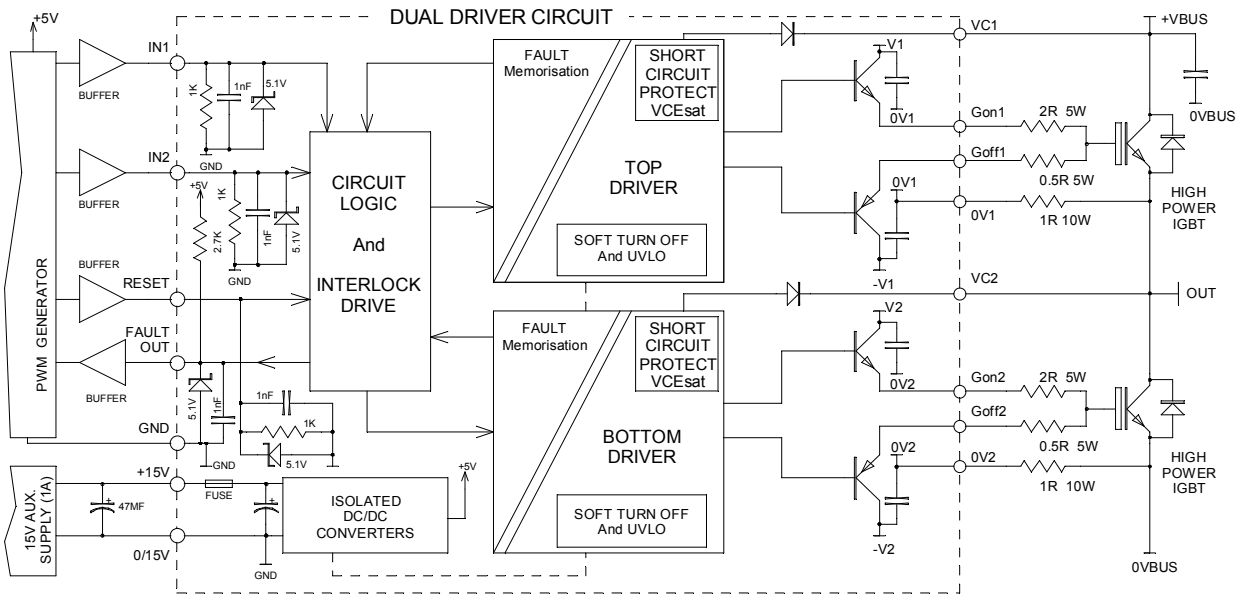 DUAL DRIVER CIRCUIT
+5V
PWM GENERATOR
BUFFER
IN1
1K
1nF
5.1V
GND
BUFFER
IN2
+5V
2.7K
1K
1nF
5.1V
GND
BUFFER
RESET
FAULT
OUT
BUFFER
5.1V
1nF
GND
GND
1nF
1K
5.1V
CIRCUIT
LOGIC
And
INTERLOCK
DRIVE
15V AUX.
SUPPLY (1A)
+15V
47MF
+
0/15V
FUSE
+
GND
ISOLATED
DC/DC
CONVERTERS
+5V
FAULT
Memorisation
SHORT
CIRCUIT
PROTECT
VCEsat
TOP
DRIVER
SOFT TURN OFF
And UVLO
FAULT
Memorisation
SHORT
CIRCUIT
PROTECT
VCEsat
BOTTOM
DRIVER
SOFT TURN OFF
And UVLO
V1
0V1
0V1
-V1
V2
0V2
0V2
-V2
VC1
Gon1
Goff1
0V1
VC2
Gon2
Goff2
0V2
2R 5W
0.5R 5W
1R 10W
2R 5W
0.5R 5W
1R 10W
+VBUS
0VBUS
HIGH
POWER
IGBT
OUT
HIGH
POWER
IGBT
0VBUS